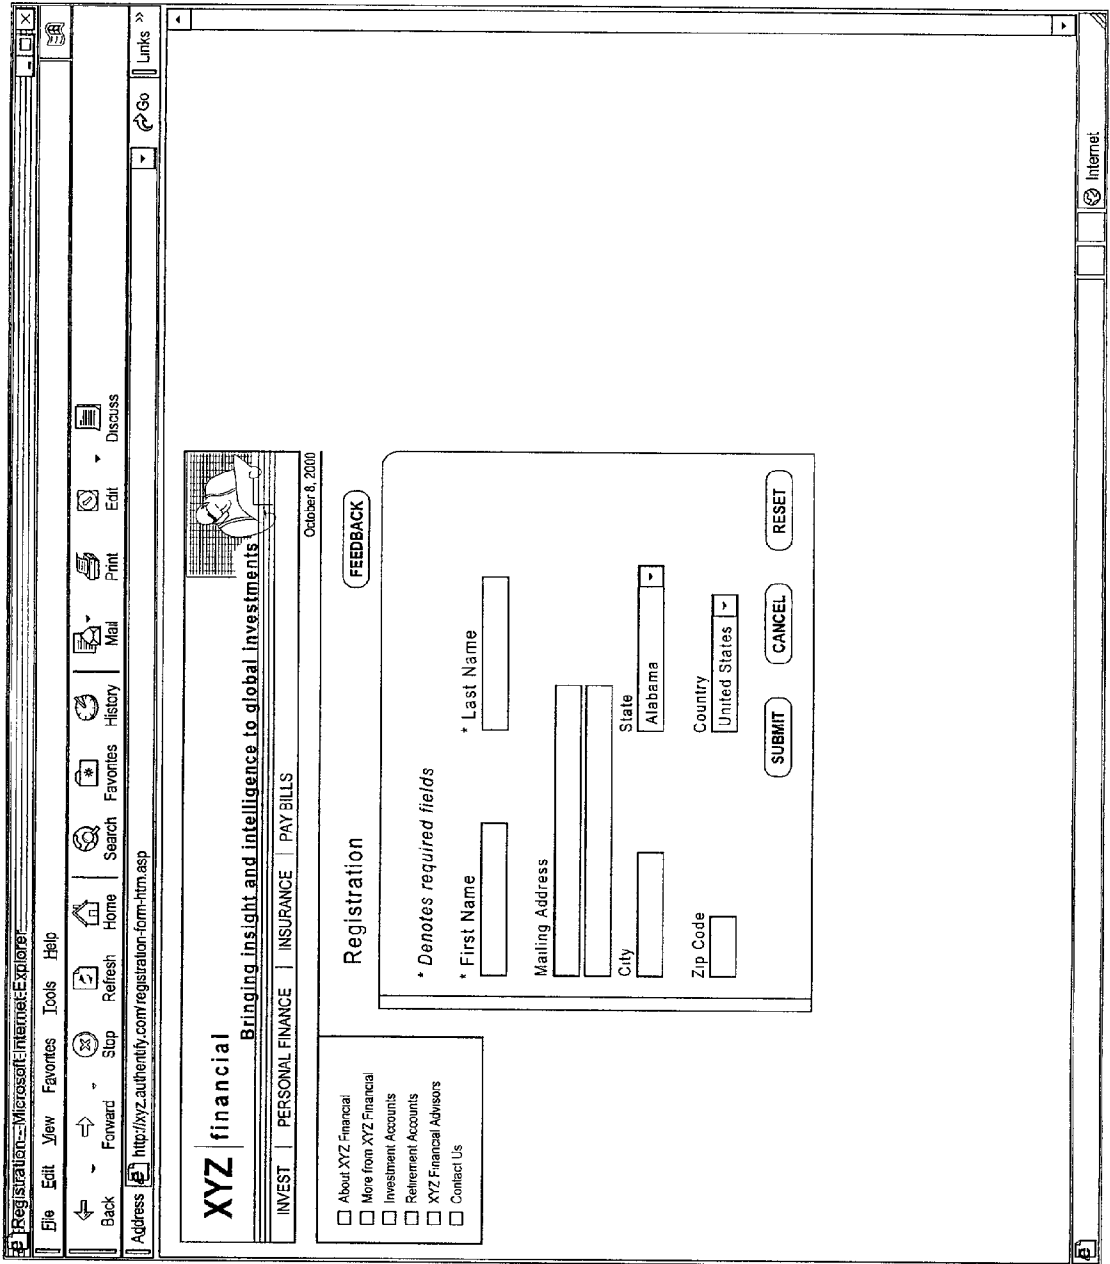 Registration - Microsoft Internet Explorer
File Edit View Favorites Tools Help
Back Forward Stop Refresh Home Search Favorites History Mail Print Edit Discuss
Address http://xyz.authentify.com/registration-form-htm.asp Go Links »
XYZ financial
Bringing insight and intelligence to global investments
INVEST | PERSONAL FINANCE | INSURANCE | PAY BILLS
October 8, 2000
About XYZ Financial
More from XYZ Financial
Investment Accounts
Retirement Accounts
XYZ Financial Advisors
Contact Us
Registration FEEDBACK
* Denotes required fields
* First Name * Last Name
Mailing Address
City State
Alabama
Zip Code Country
United States
SUBMIT CANCEL RESET
Internet